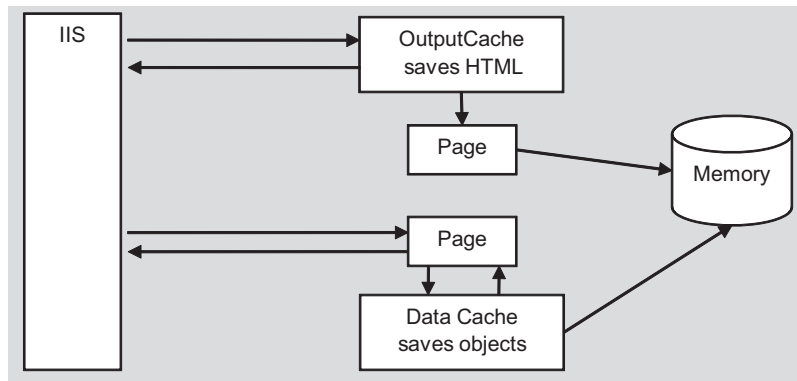 IIS
OutputCache
saves HTML
Page
Memory
Page
Data Cache
saves objects